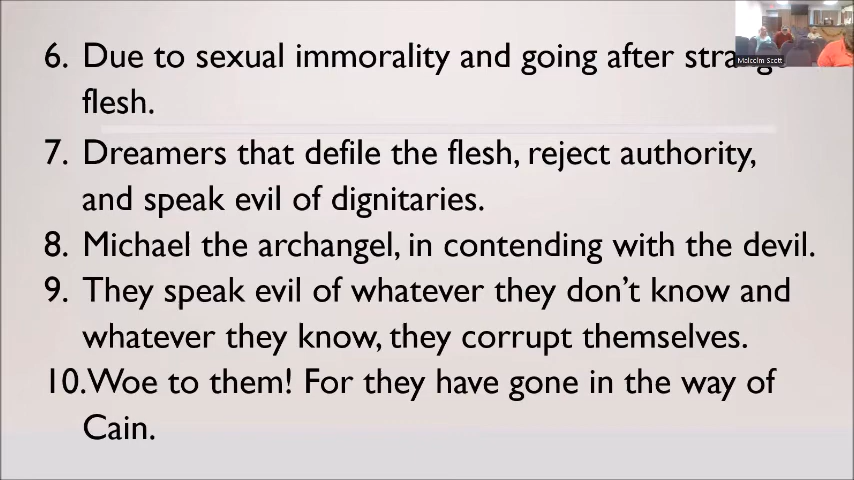 6. Due to sexual immorality and going after strange
flesh.
7. Dreamers that defile the flesh, reject authority,
and speak evil of dignitaries.
8. Michael the archangel, in contending with the devil.
9. They speak evil of whatever they don't know and
whatever they know, they corrupt themselves.
10.Woe to them! For they have gone in the way of
Cain.
Malcolm Scott